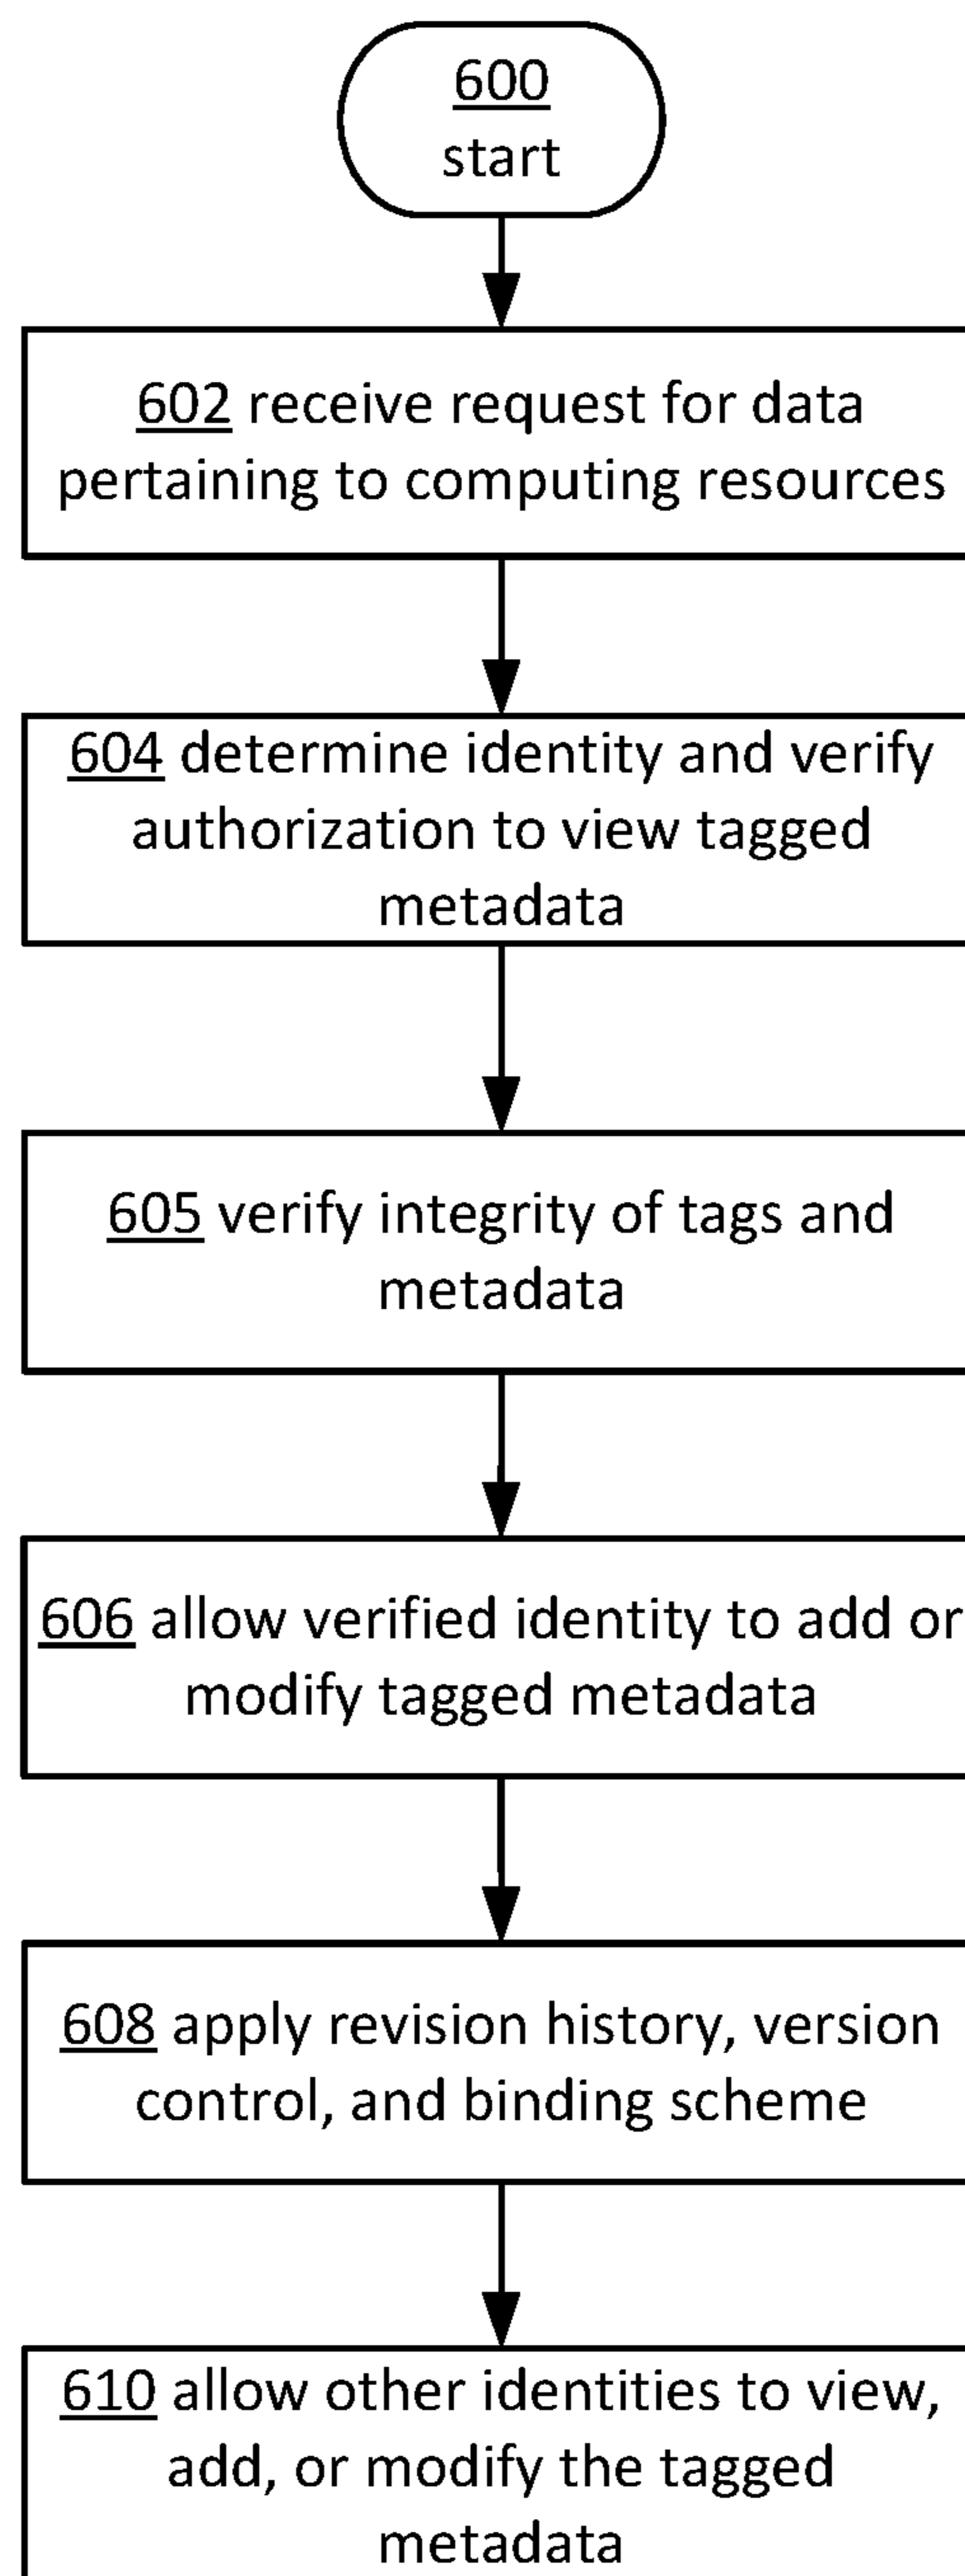 600
start
602 receive request for data
pertaining to computing resources
604 determine identity and verify
authorization to view tagged
metadata
605 verify integrity of tags and
metadata
606 allow verified identity to add or
modify tagged metadata
608 apply revision history, version
control, and binding scheme
610 allow other identities to view,
add, or modify the tagged
metadata